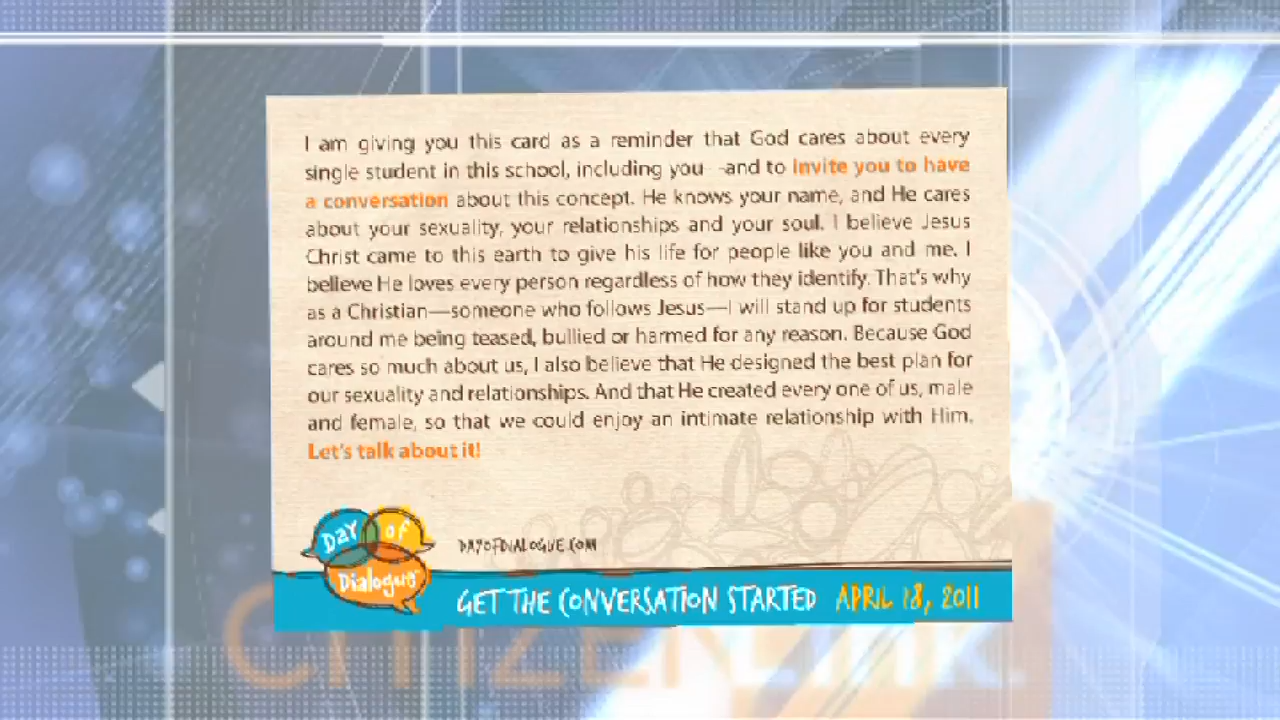 I am giving you this card as a reminder that God cares about every
single student in this school, including you--and to invite you to have
a conversation about this concept. He knows your name, and He cares
about your sexuality, your relationships and your soul. I believe Jesus
Christ came to this earth to give his life for people like you and me. I
believe He loves every person regardless of how they identify. That's why
as a Christian—someone who follows Jesus—I will stand up for students
around me being teased, bullied or harmed for any reason. Because God
cares so much about us, I also believe that He designed the best plan for
our sexuality and relationships. And that He created every one of us, male
and female, so that we could enjoy an intimate relationship with Him.
Let's talk about it!
Day of
Dialogue
DAYOFDIALOGUE.COM
GET THE CONVERSATION STARTED APRIL 18, 2011
CITIZENLINK.